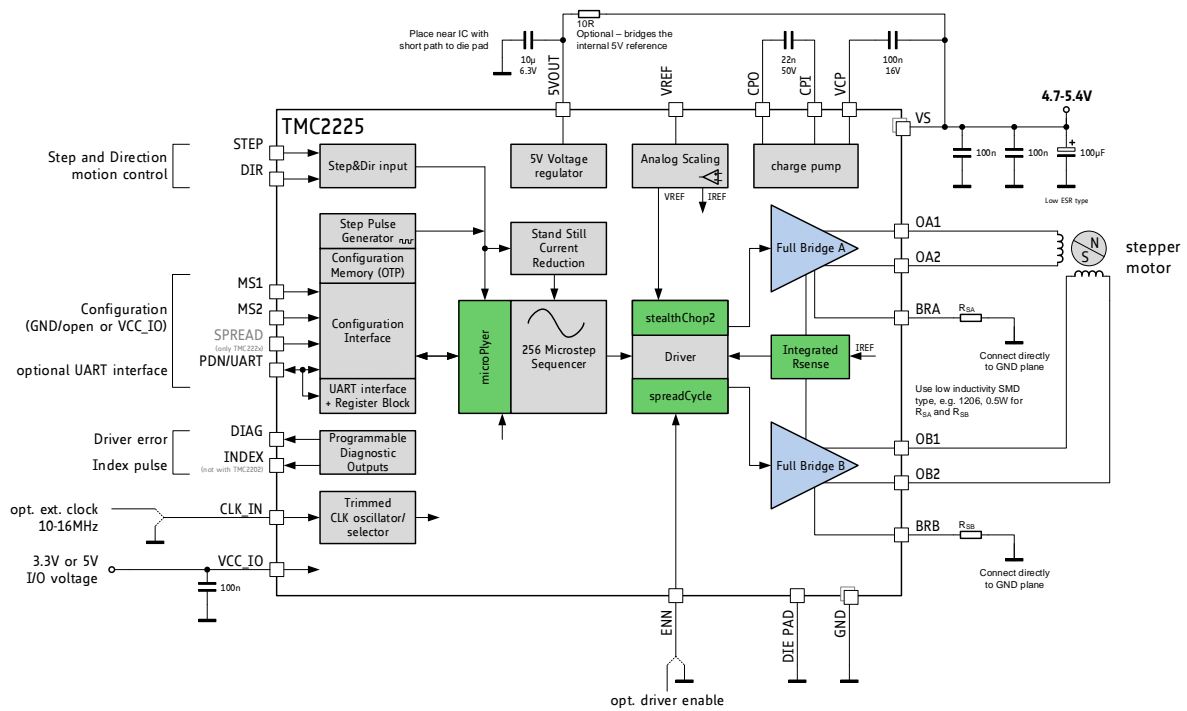 Place near IC with
short path to die pad
10µ
6.3V
10R
Optional – bridges the
internal 5V reference
22n
50V
100n
16V
5VOUT
VREF
CPO
CPI
VCP
4.7-5.4V
VS
100n
100n
+
100µF
Low ESR type
TMC2225
Step and Direction
motion control
STEP
DIR
Step&Dir input
5V Voltage
regulator
Analog Scaling
VREF
IREF
charge pump
Step Pulse
Generator
Configuration
Memory (OTP)
Configuration
Interface
UART interface
+ Register Block
Stand Still
Current
Reduction
Configuration
(GND/open or VCC_IO)
optional UART interface
MS1
MS2
SPREAD
(only TMC222x)
PDN/UART
microPlyer
256 Microstep
Sequencer
stealthChop2
Driver
spreadCycle
Integrated
Rsense
IREF
Full Bridge A
Full Bridge B
OA1
OA2
N
S
stepper
motor
BRA
RSA
Connect directly
to GND plane
Use low inductivity SMD
type, e.g. 1206, 0.5W for
RSA and RSB
OB1
OB2
BRB
RSB
Connect directly
to GND plane
Driver error
Index pulse
DIAG
INDEX
(not with TMC2202)
Programmable
Diagnostic
Outputs
opt. ext. clock
10-16MHz
CLK_IN
Trimmed
CLK oscillator/
selector
3.3V or 5V
I/O voltage
VCC_IO
100n
ENN
DIE PAD
GND
opt. driver enable